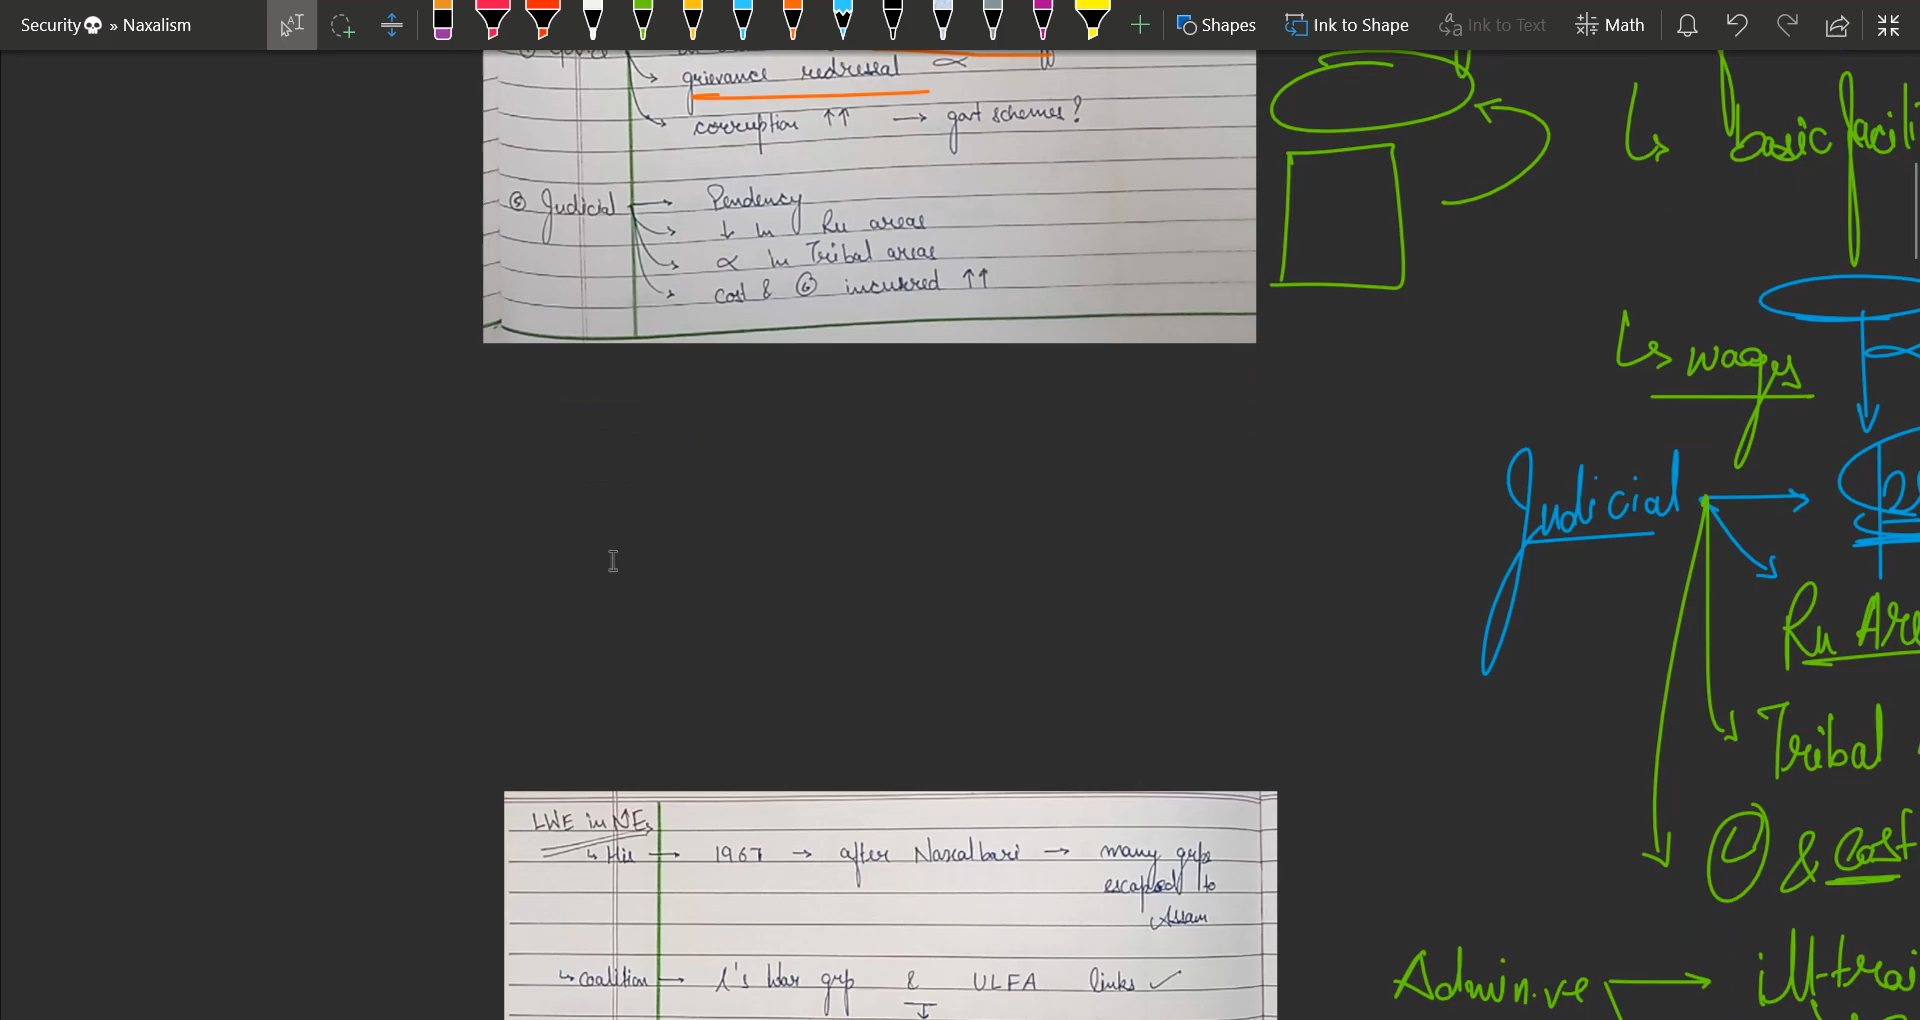 Security💀 » Naxalism
Shapes
Ink to Shape
Ink to Text
Math
grievance redressal ∝
corruption ↑↑ → govt schemes?
⑤ Judicial → Pendency
↓ in Ru areas
∝ in Tribal areas
cost & incurred ↑↑
LWE in NE
↳ His → 1967 → after Naxalbari → many grps
escaped to
Assam
↳ coalition → war grp & ULFA links ✓
↳ basic facili
↳ wages
Judicial
Ru Are
Tribal
& Cost
Admin.ve → ill-trai